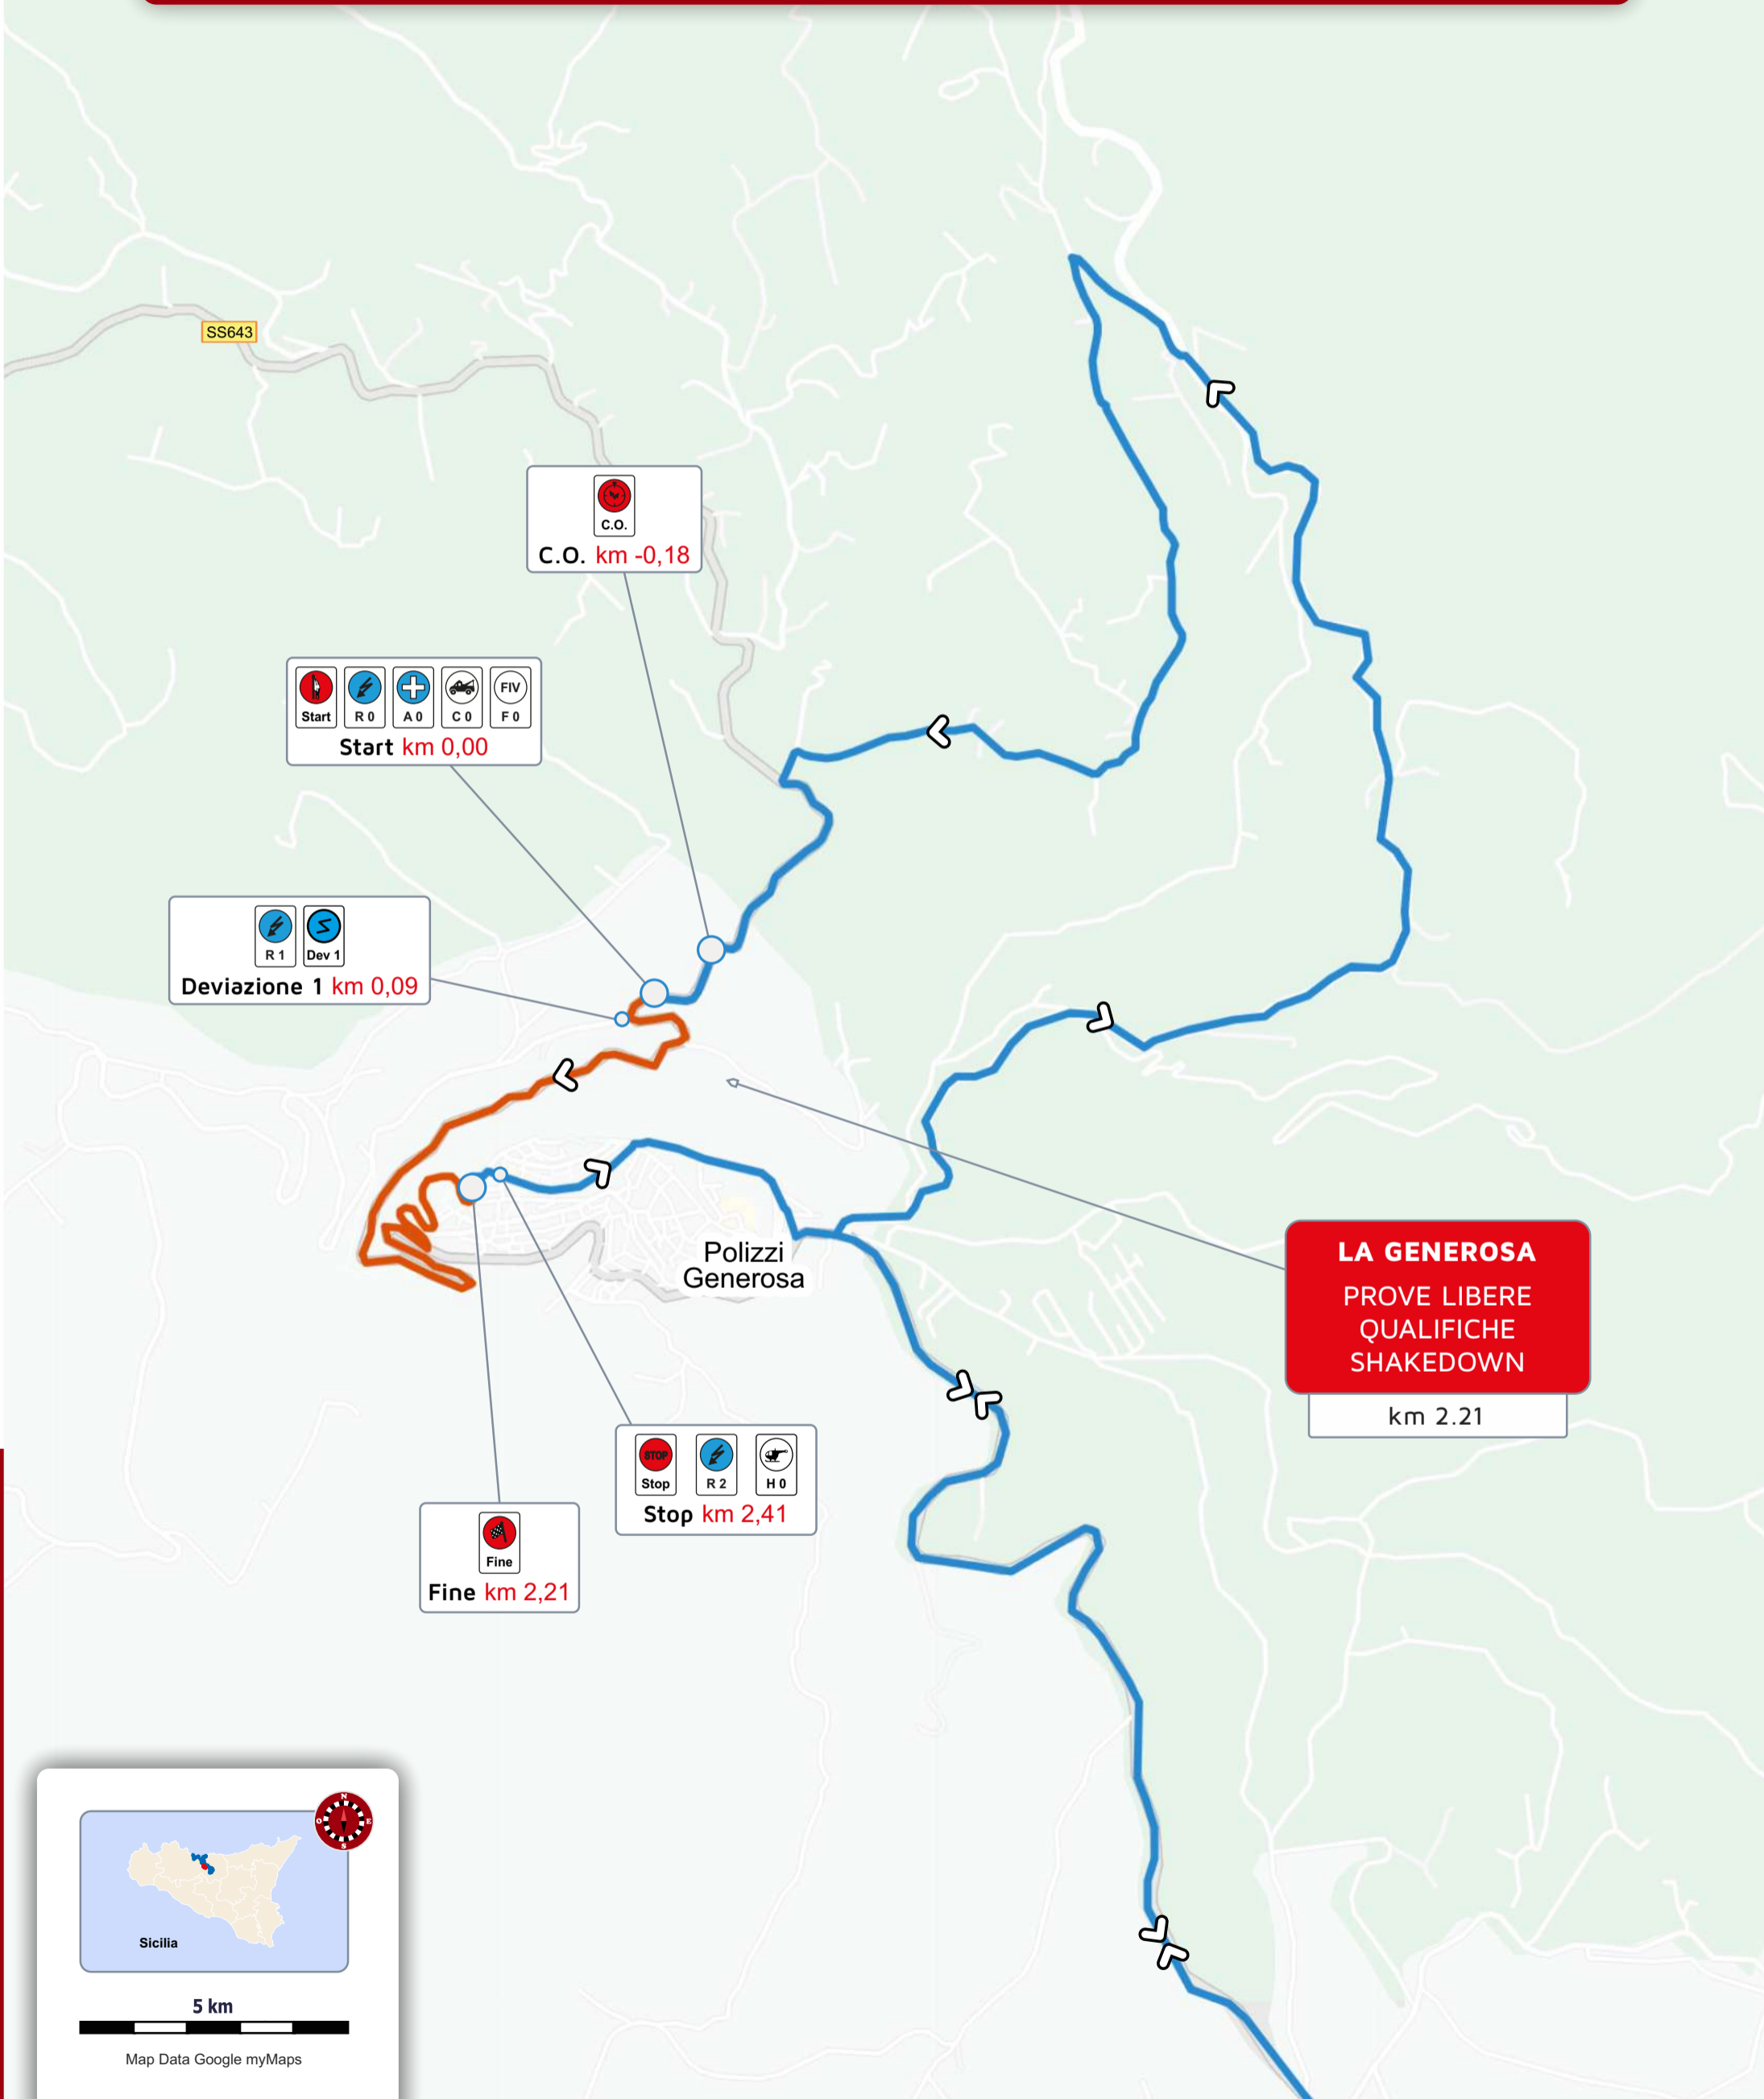 SS643
C.O.
C.O. km -0,18
Start R 0 A 0 C 0 FIV F 0
Start km 0,00
R 1 Dev 1
Deviazione 1 km 0,09
Polizzi
Generosa
LA GENEROSA
PROVE LIBERE
QUALIFICHE
SHAKEDOWN
km 2.21
STOP
Stop R 2 H 0
Stop km 2,41
Fine
Fine km 2,21
N
O E
S
Sicilia
5 km
Map Data Google myMaps